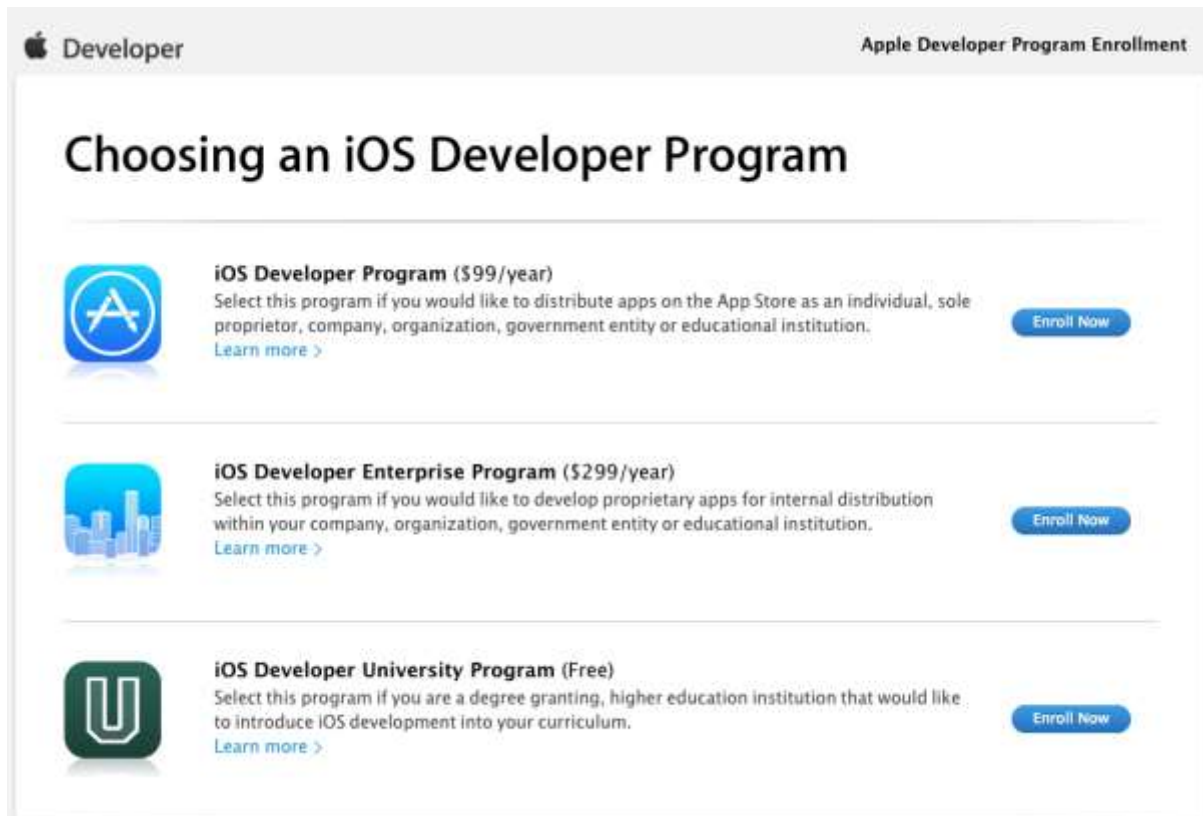 Developer
Apple Developer Program Enrollment
Choosing an iOS Developer Program
iOS Developer Program ($99/year)
Select this program if you would like to distribute apps on the App Store as an individual, sole
proprietor, company, organization, government entity or educational institution.
Learn more >
Enroll Now
iOS Developer Enterprise Program ($299/year)
Select this program if you would like to develop proprietary apps for internal distribution
within your company, organization, government entity or educational institution.
Learn more >
Enroll Now
U
iOS Developer University Program (Free)
Select this program if you are a degree granting, higher education institution that would like
to introduce iOS development into your curriculum.
Learn more >
Enroll Now